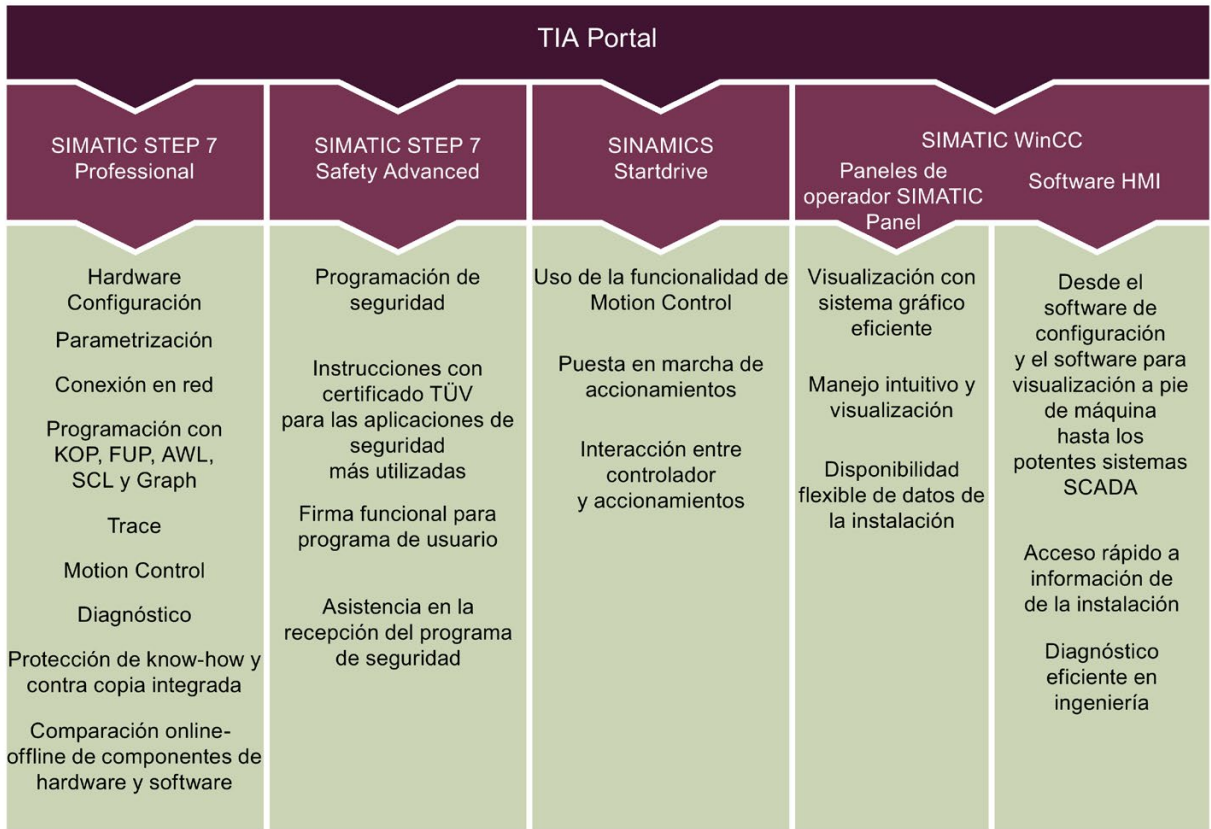 TIA Portal
SIMATIC STEP 7
Professional
SIMATIC STEP 7
Safety Advanced
SINAMICS
Startdrive
SIMATIC WinCC
Paneles de
operador SIMATIC
Panel
Software HMI
Hardware
Configuración
Parametrización
Conexión en red
Programación con
KOP, FUP, AWL,
SCL y Graph
Trace
Motion Control
Diagnóstico
Protección de know-how y
contra copia integrada
Comparación online-
offline de componentes de
hardware y software
Programación de
seguridad
Instrucciones con
certificado TÜV
para las aplicaciones de
seguridad
más utilizadas
Firma funcional para
programa de usuario
Asistencia en la
recepción del programa
de seguridad
Uso de la funcionalidad de
Motion Control
Puesta en marcha de
accionamientos
Interacción entre
controlador
y accionamientos
Visualización con
sistema gráfico
eficiente
Manejo intuitivo y
visualización
Disponibilidad
flexible de datos de
la instalación
Desde el
software de
configuración
y el software para
visualización a pie
de máquina
hasta los
potentes sistemas
SCADA
Acceso rápido a
información de
de la instalación
Diagnóstico
eficiente en
ingeniería